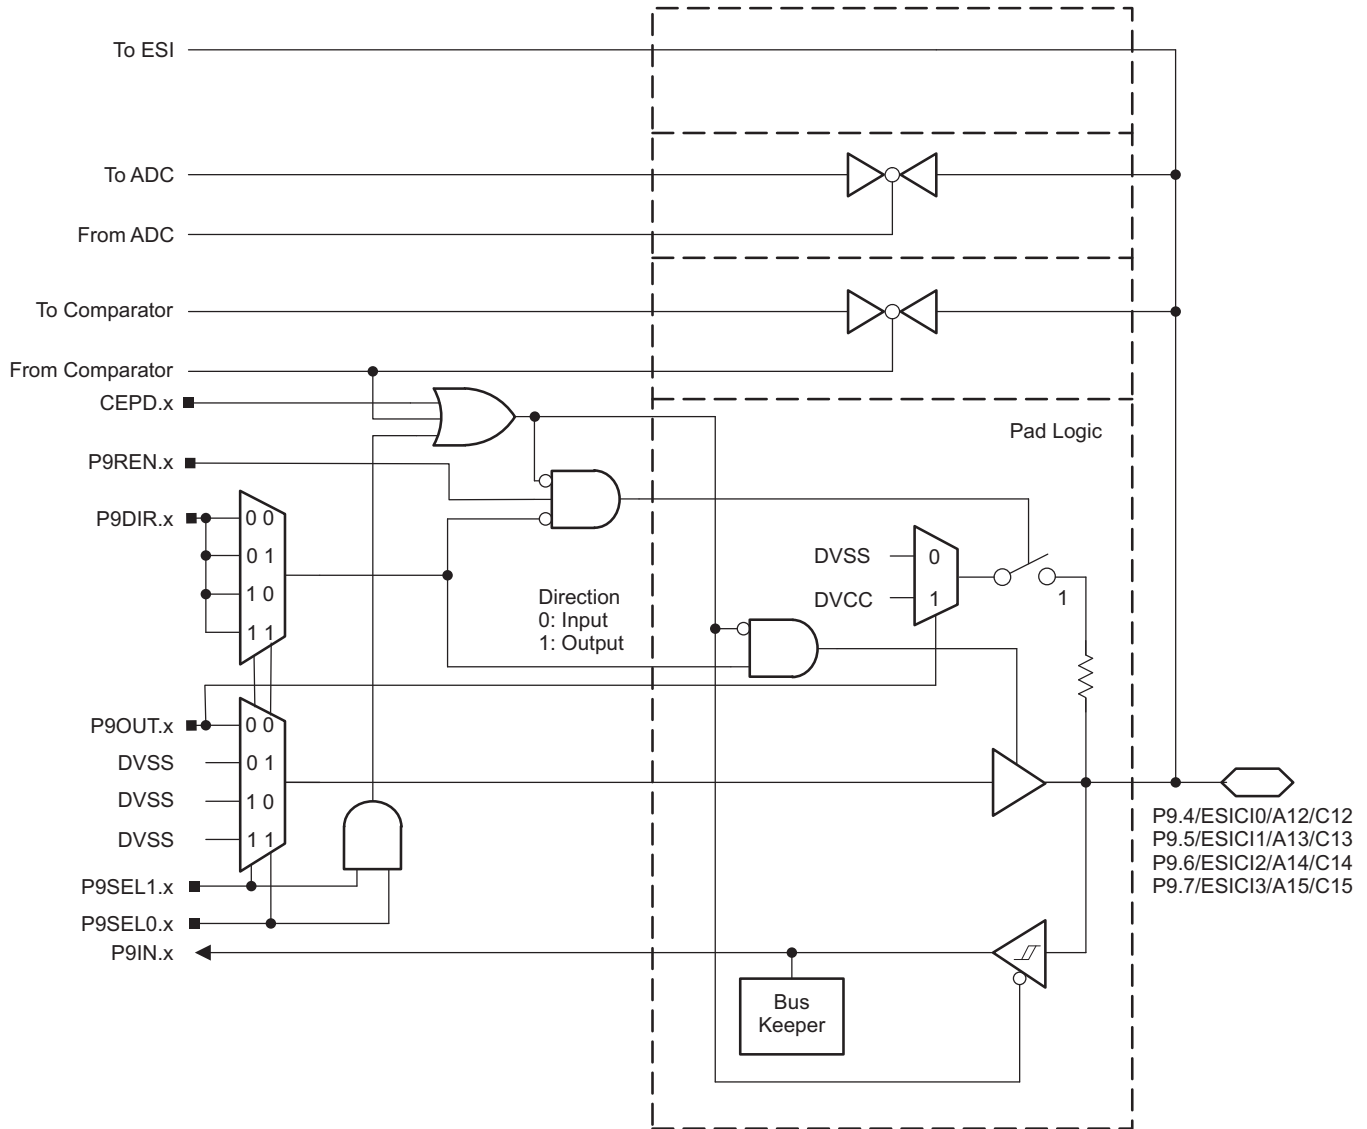 To ESI
To ADC
From ADC
To Comparator
From Comparator
CEPD.x
Pad Logic
P9REN.x
P9DIR.x
0 0
0 1
1 0
1 1
Direction
0: Input
1: Output
DVSS
0
DVCC
1
1
P9OUT.x
0 0
DVSS
0 1
DVSS
1 0
DVSS
1 1
P9.4/ESICI0/A12/C12
P9.5/ESICI1/A13/C13
P9.6/ESICI2/A14/C14
P9.7/ESICI3/A15/C15
P9SEL1.x
P9SEL0.x
P9IN.x
Bus
Keeper